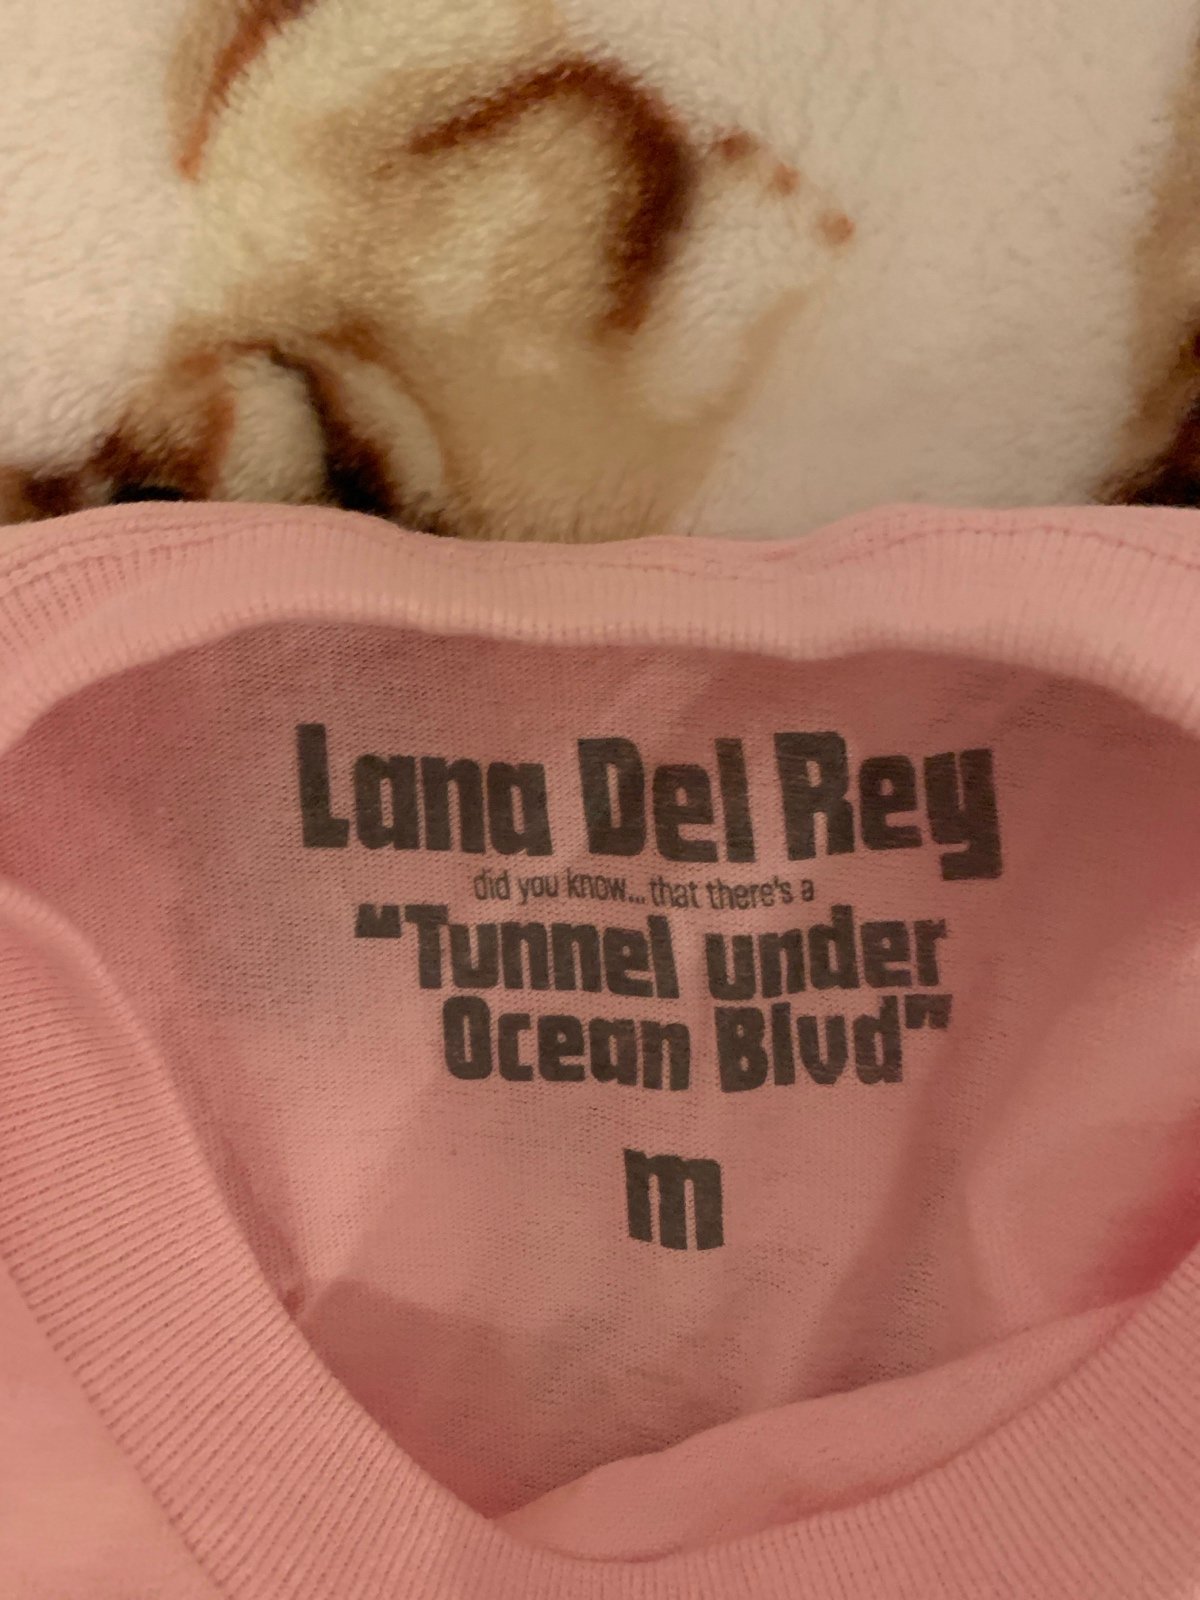 Lana Del Rey
did you know... that there's a
"Tunnel under
Ocean Blvd"
m